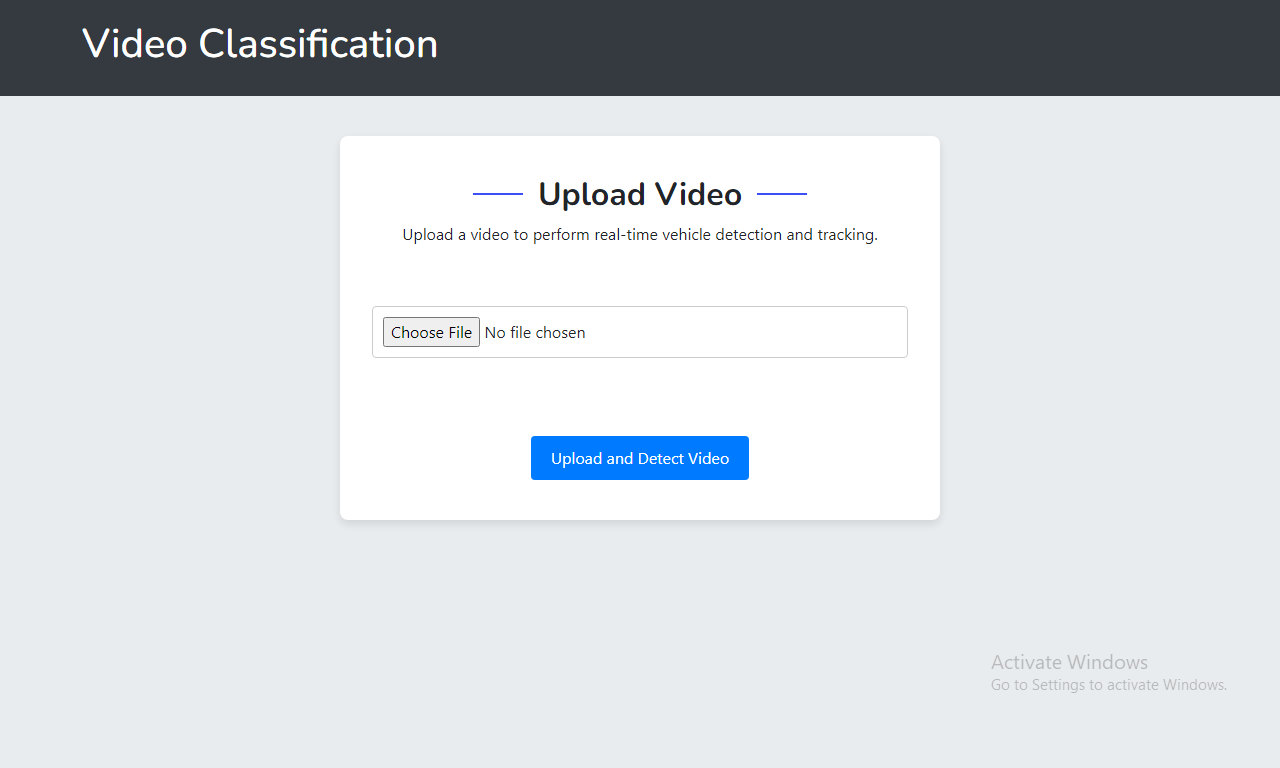 Video Classification
Upload Video
Upload a video to perform real-time vehicle detection and tracking.
Choose File No file chosen
Upload and Detect Video
Activate Windows
Go to Settings to activate Windows.